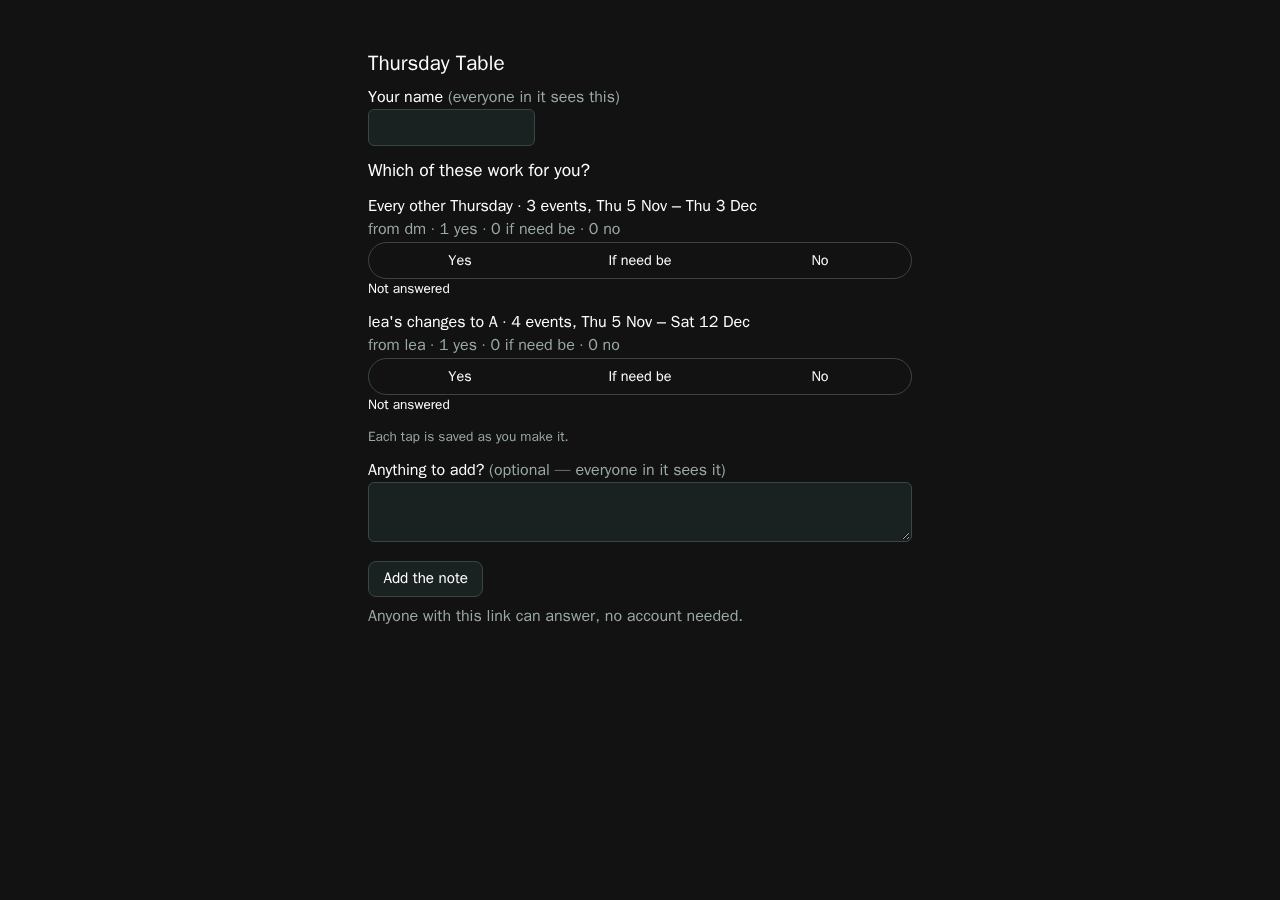 Thursday Table
Your name (everyone in it sees this)
Which of these work for you?
Every other Thursday · 3 events, Thu 5 Nov – Thu 3 Dec
from dm · 1 yes · 0 if need be · 0 no
Yes If need be No
Not answered
lea's changes to A · 4 events, Thu 5 Nov – Sat 12 Dec
from lea · 1 yes · 0 if need be · 0 no
Yes If need be No
Not answered
Each tap is saved as you make it.
Anything to add? (optional — everyone in it sees it)
Add the note
Anyone with this link can answer, no account needed.